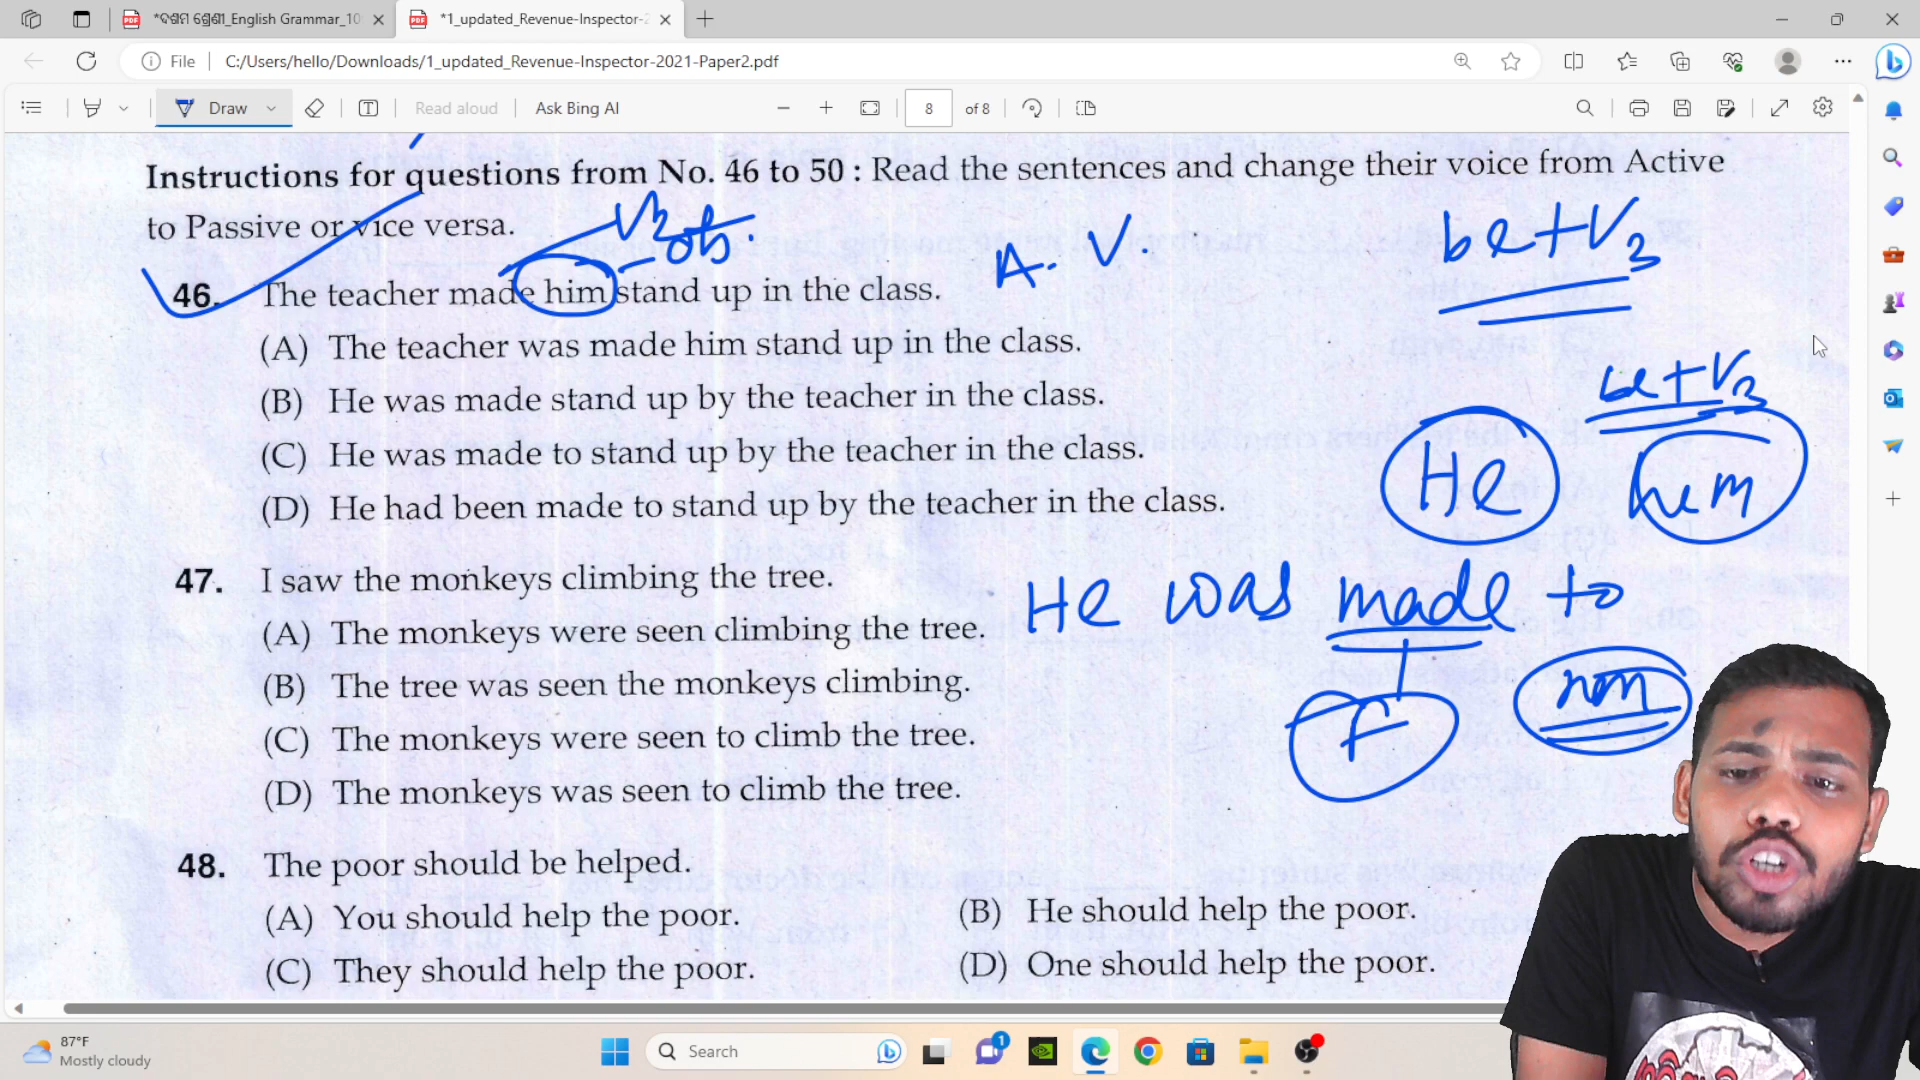 *ଦଶମ ଶ୍ରେଣୀ_English Grammar_10
*1_updated_Revenue-Inspector-2
File
C:/Users/hello/Downloads/1_updated_Revenue-Inspector-2021-Paper2.pdf
Draw
Read aloud
Ask Bing AI
8 of 8
Instructions for questions from No. 46 to 50 : Read the sentences and change their voice from Active
to Passive or vice versa.
ob.
A. V.
be+V3
46. The teacher made him stand up in the class.
(A) The teacher was made him stand up in the class.
(B) He was made stand up by the teacher in the class.
(C) He was made to stand up by the teacher in the class.
(D) He had been made to stand up by the teacher in the class.
be+V3
He
him
47. I saw the monkeys climbing the tree.
(A) The monkeys were seen climbing the tree.
(B) The tree was seen the monkeys climbing.
(C) The monkeys were seen to climb the tree.
(D) The monkeys was seen to climb the tree.
He was made to
F
non
48. The poor should be helped.
(A) You should help the poor.
(B) He should help the poor.
(C) They should help the poor.
(D) One should help the poor.
87°F
Mostly cloudy
Search
1